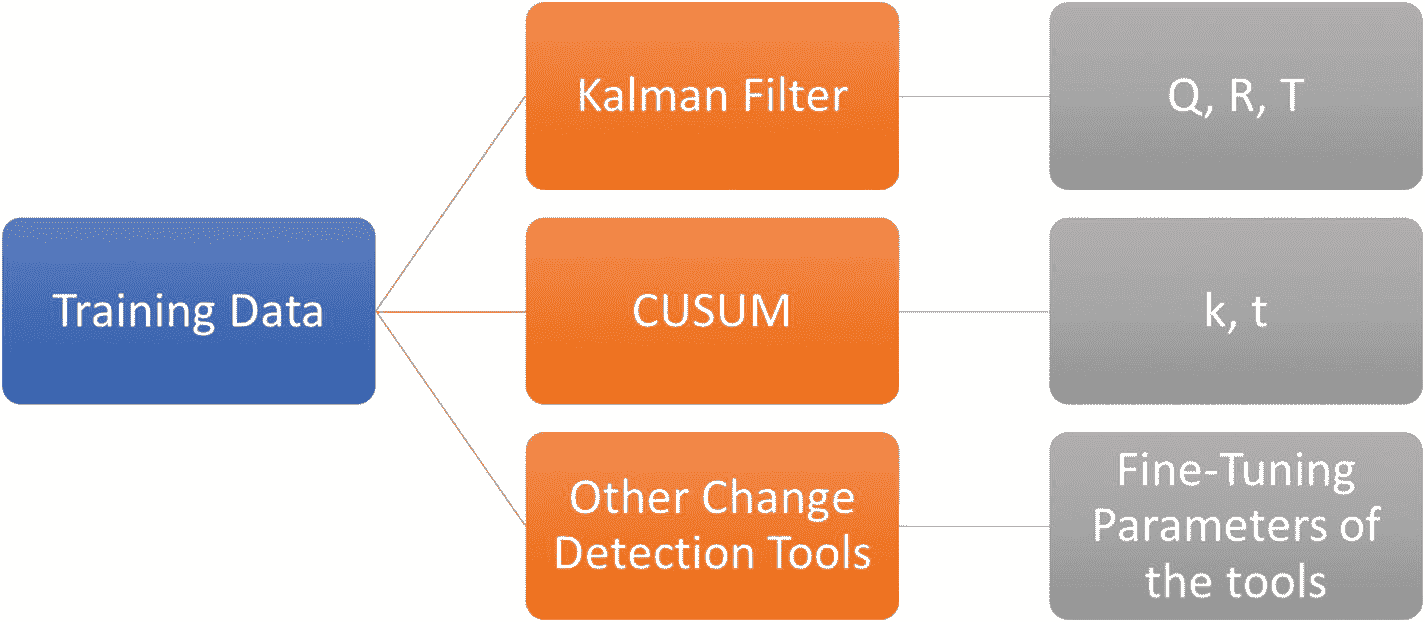 Kalman Filter
Q, R, T
Training Data
CUSUM
k, t
Other Change
Detection Tools
Fine-Tuning
Parameters of
the tools